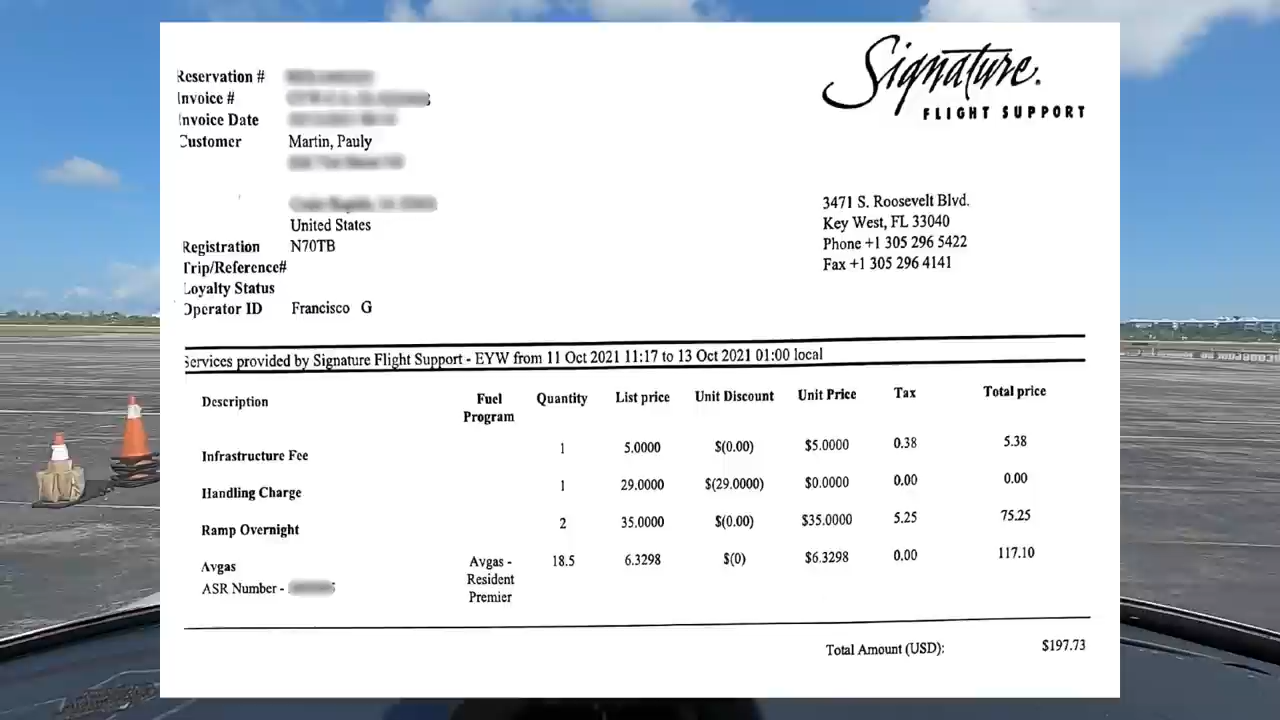 Signature.
FLIGHT SUPPORT
Reservation #
Invoice #
Invoice Date
Customer Martin, Pauly
United States
Registration N70TB
Trip/Reference#
Loyalty Status
Operator ID Francisco G
3471 S. Roosevelt Blvd.
Key West, FL 33040
Phone +1 305 296 5422
Fax +1 305 296 4141
Services provided by Signature Flight Support - EYW from 11 Oct 2021 11:17 to 13 Oct 2021 01:00 local
Description Fuel Program Quantity List price Unit Discount Unit Price Tax Total price
Infrastructure Fee 1 5.0000 $(0.00) $5.0000 0.38 5.38
Handling Charge 1 29.0000 $(29.0000) $0.0000 0.00 0.00
Ramp Overnight 2 35.0000 $(0.00) $35.0000 5.25 75.25
Avgas Avgas - 18.5 6.3298 $(0) $6.3298 0.00 117.10
ASR Number - Resident
Premier
Total Amount (USD): $197.73